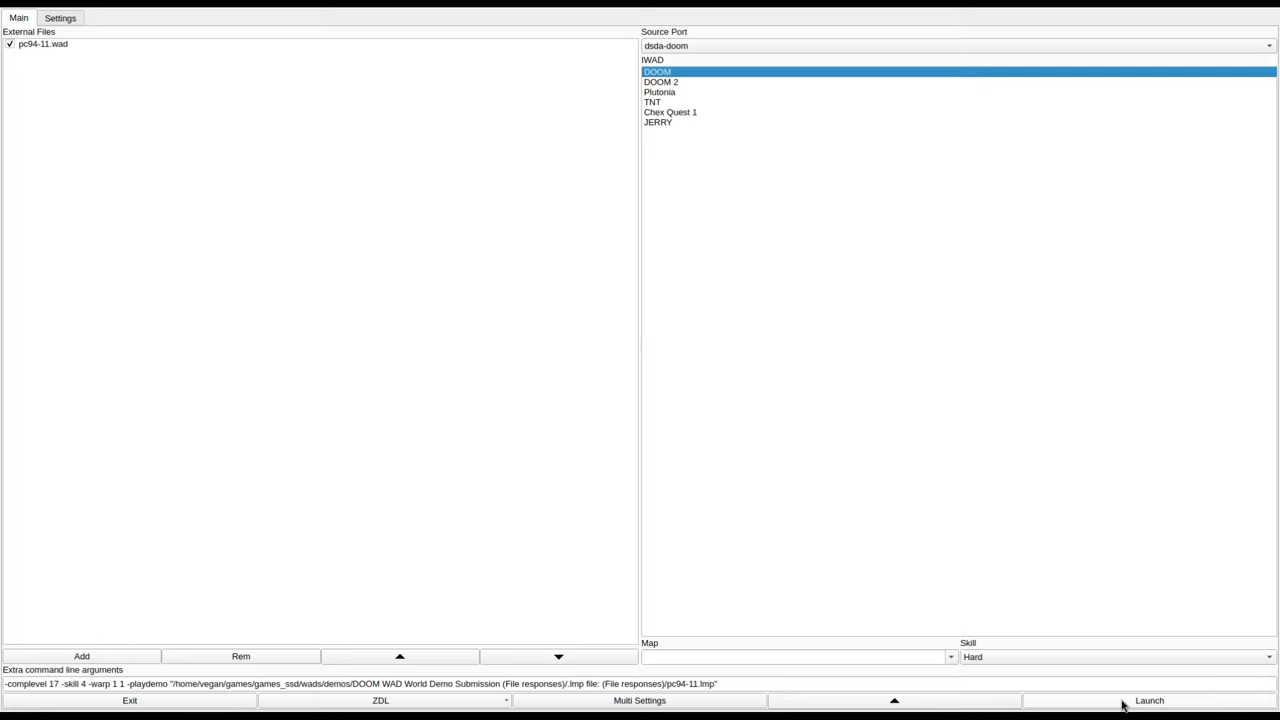 Main Settings
External Files
pc94-11.wad
Source Port
dsda-doom
IWAD
DOOM
DOOM 2
Plutonia
TNT
Chex Quest 1
JERRY
Map Skill
Hard
Add Rem
Extra command line arguments
-complevel 17 -skill 4 -warp 1 1 -playdemo "/home/vegan/games/games_ssd/wads/demos/DOOM WAD World Demo Submission (File responses)/.lmp file: (File responses)/pc94-11.lmp"
Exit ZDL Multi Settings Launch